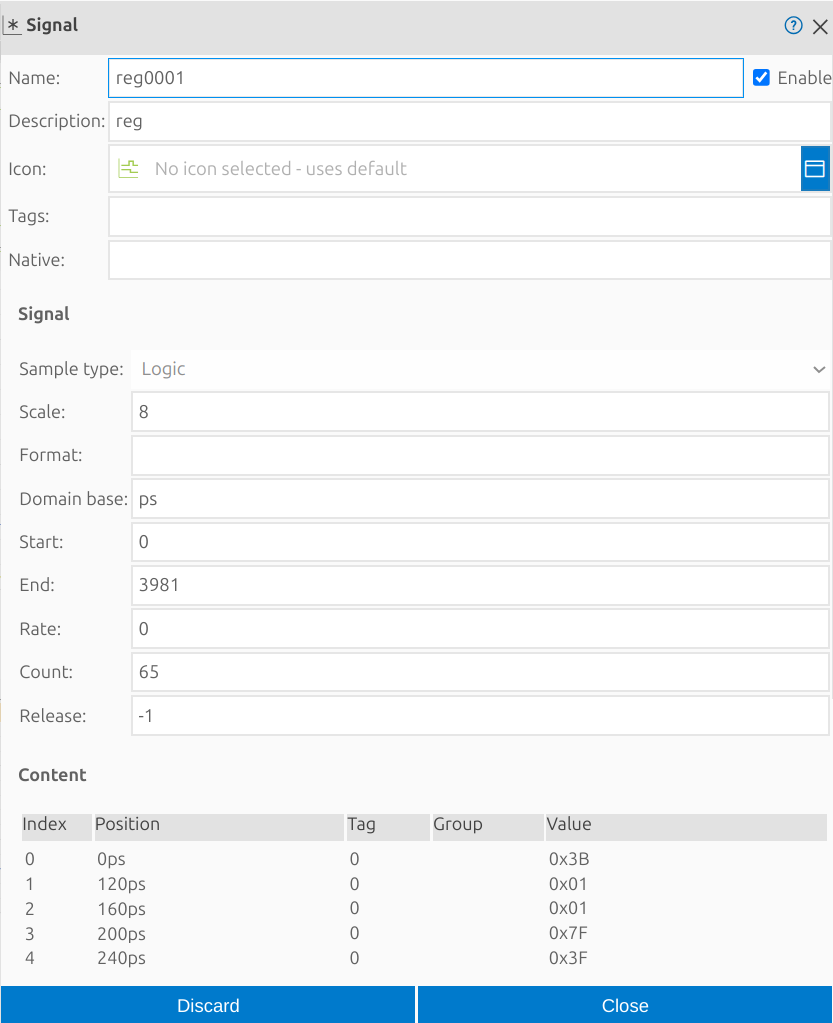 Signal
Name: reg0001 Enable
Description: reg
Icon: No icon selected - uses default
Tags:
Native:
Signal
Sample type: Logic
Scale: 8
Format:
Domain base: ps
Start: 0
End: 3981
Rate: 0
Count: 65
Release: -1
Content
Index Position Tag Group Value
0 0ps 0 0x3B
1 120ps 0 0x01
2 160ps 0 0x01
3 200ps 0 0x7F
4 240ps 0 0x3F
Discard Close